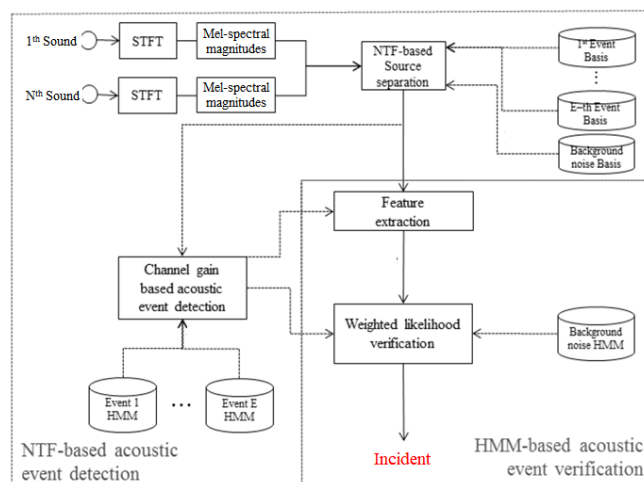 1th Sound
STFT
Mel-spectral
magnitudes
NTF-based
Source
separation
1st Event
Basis
⋮
Nth Sound
STFT
Mel-spectral
magnitudes
E-th Event
Basis
Background
noise Basis
Feature
extraction
Channel gain
based acoustic
event detection
Weighted likelihood
verification
Background
noise HMM
Event 1
HMM
...
Event E
HMM
NTF-based acoustic
event detection
Incident
HMM-based acoustic
event verification